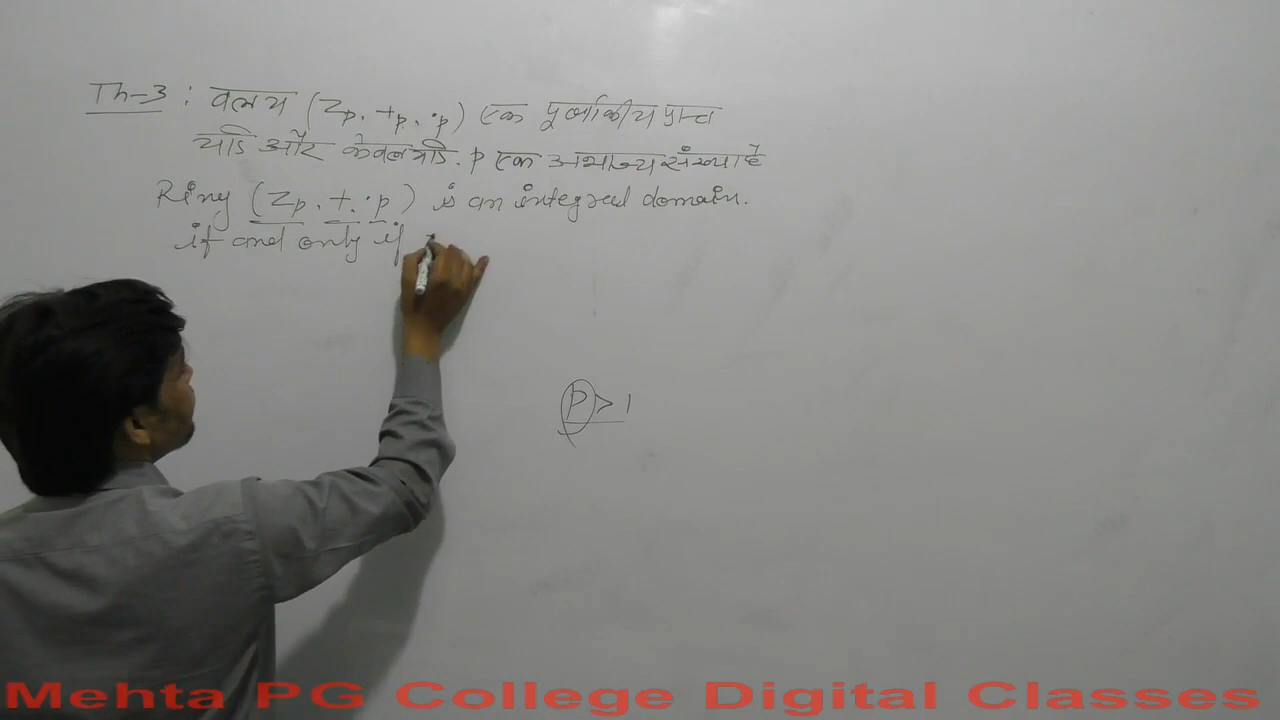 Th-3 : वलय (Zp, +p, ·p) एक पूर्णांकीय प्रान्त
यदि और केवल यदि p एक अभाज्य संख्या है
Ring (Zp, +, ·p) is an integral domain.
if and only if
p > 1
Mehta PG College Digital Classes